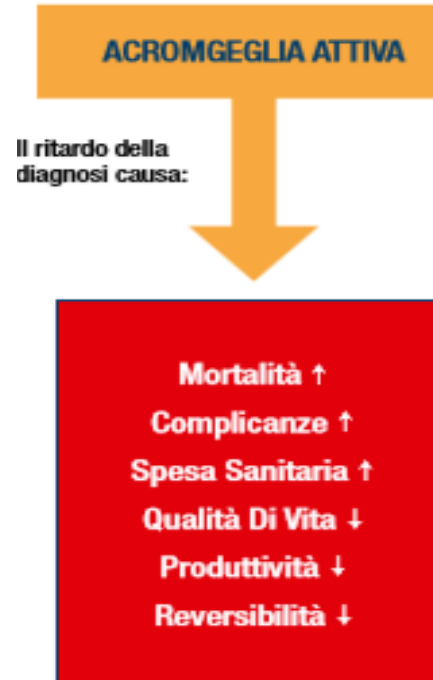 ACROMGEGLIA ATTIVA
Il ritardo della
diagnosi causa:
Mortalità ↑
Complicanze ↑
Spesa Sanitaria ↑
Qualità Di Vita ↓
Produttività ↓
Reversibilità ↓